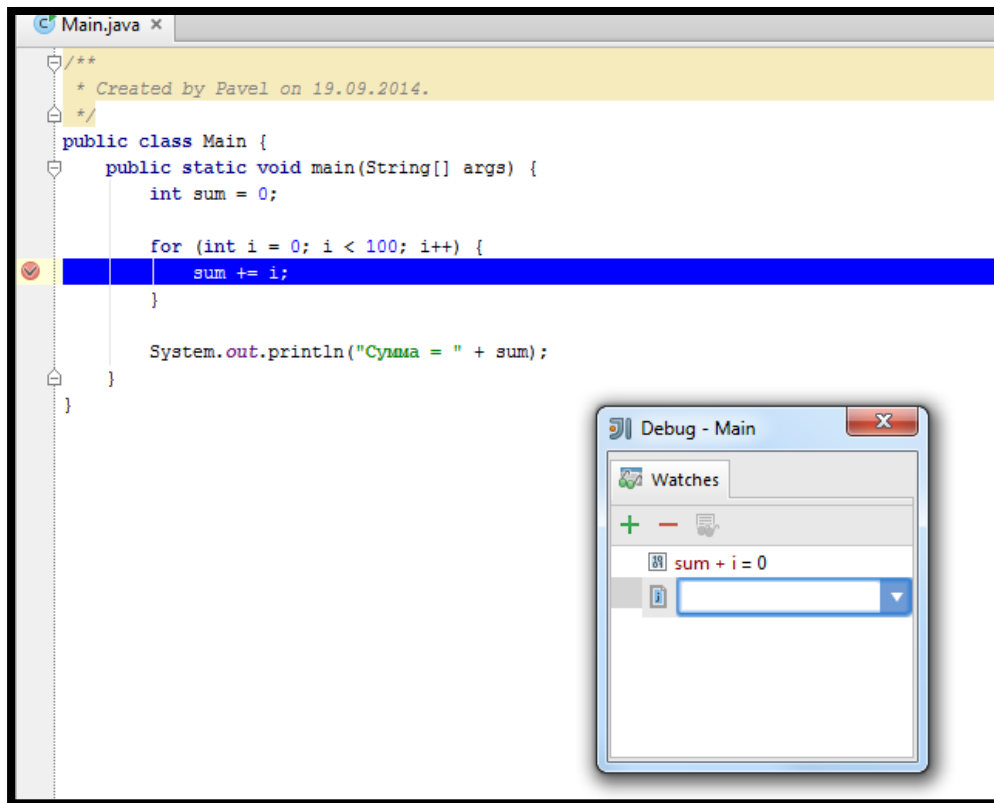 Main.java
/**
* Created by Pavel on 19.09.2014.
*/
public class Main {
public static void main(String[] args) {
int sum = 0;
for (int i = 0; i < 100; i++) {
sum += i;
}
System.out.println("Сумма = " + sum);
}
}
Debug - Main
Watches
sum + i = 0